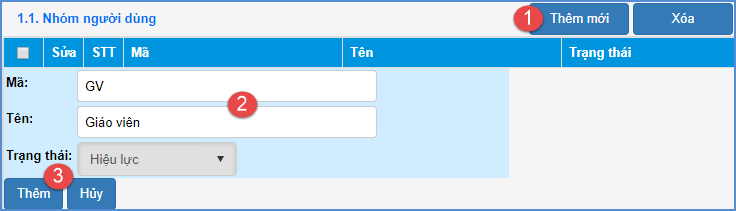 1.1. Nhóm người dùng 1 Thêm mới Xóa
Sửa STT Mã Tên Trạng thái
Mã: GV
2
Tên: Giáo viên
Trạng thái: Hiệu lực
3
Thêm Hủy